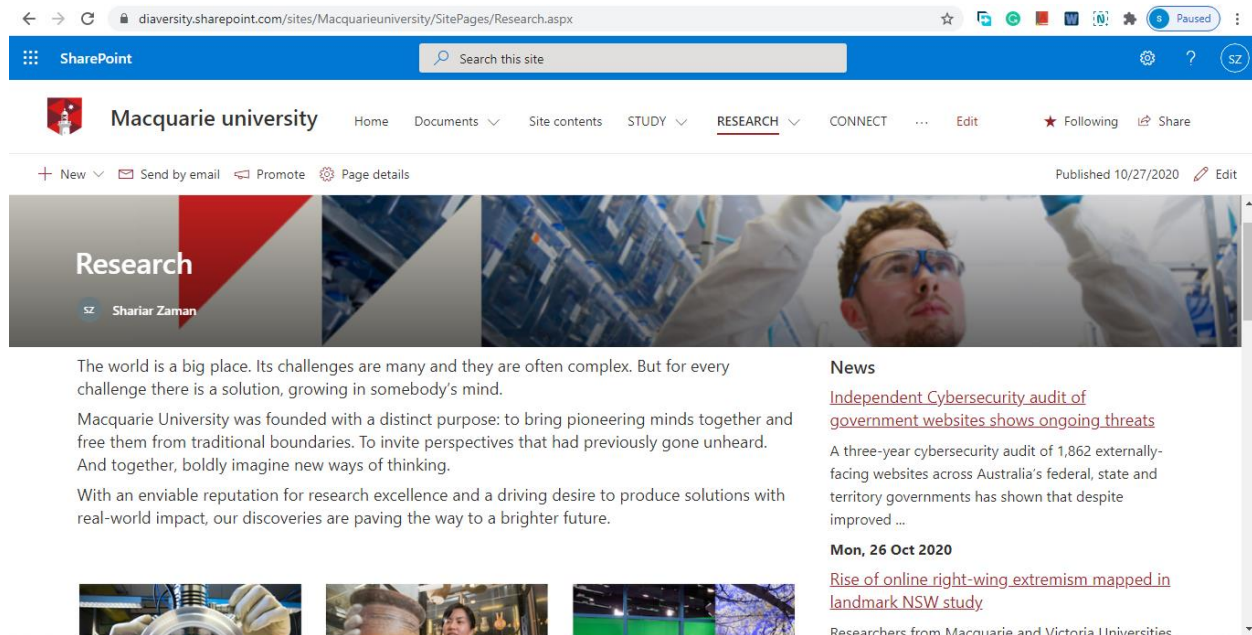 diaversity.sharepoint.com/sites/Macquarieuniversity/SitePages/Research.aspx
S Paused
SharePoint
Search this site
?
SZ
Macquarie university
Home Documents Site contents STUDY RESEARCH CONNECT ... Edit
Following Share
New Send by email Promote Page details
Published 10/27/2020 Edit
Research
SZ Shariar Zaman
The world is a big place. Its challenges are many and they are often complex. But for every
challenge there is a solution, growing in somebody's mind.
Macquarie University was founded with a distinct purpose: to bring pioneering minds together and
free them from traditional boundaries. To invite perspectives that had previously gone unheard.
And together, boldly imagine new ways of thinking.
With an enviable reputation for research excellence and a driving desire to produce solutions with
real-world impact, our discoveries are paving the way to a brighter future.
News
Independent Cybersecurity audit of
government websites shows ongoing threats
A three-year cybersecurity audit of 1,862 externally-
facing websites across Australia's federal, state and
territory governments has shown that despite
improved ...
Mon, 26 Oct 2020
Rise of online right-wing extremism mapped in
landmark NSW study
Researchers from Macquarie and Victoria Universities